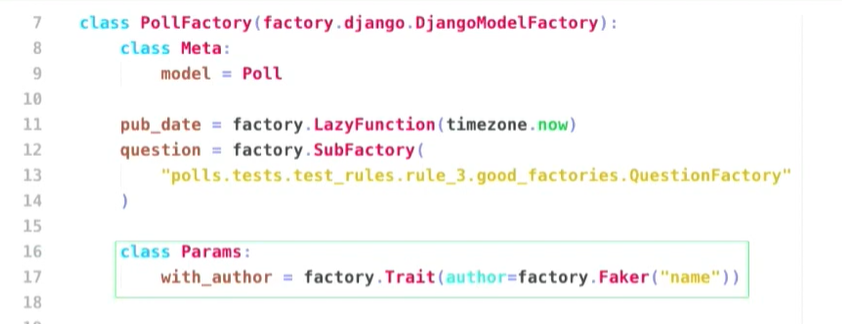 7 class PollFactory(factory.django.DjangoModelFactory):
8 class Meta:
9 model = Poll
10
11 pub_date = factory.LazyFunction(timezone.now)
12 question = factory.SubFactory(
13 "polls.tests.test_rules.rule_3.good_factories.QuestionFactory"
14 )
15
16 class Params:
17 with_author = factory.Trait(author=factory.Faker("name"))
18